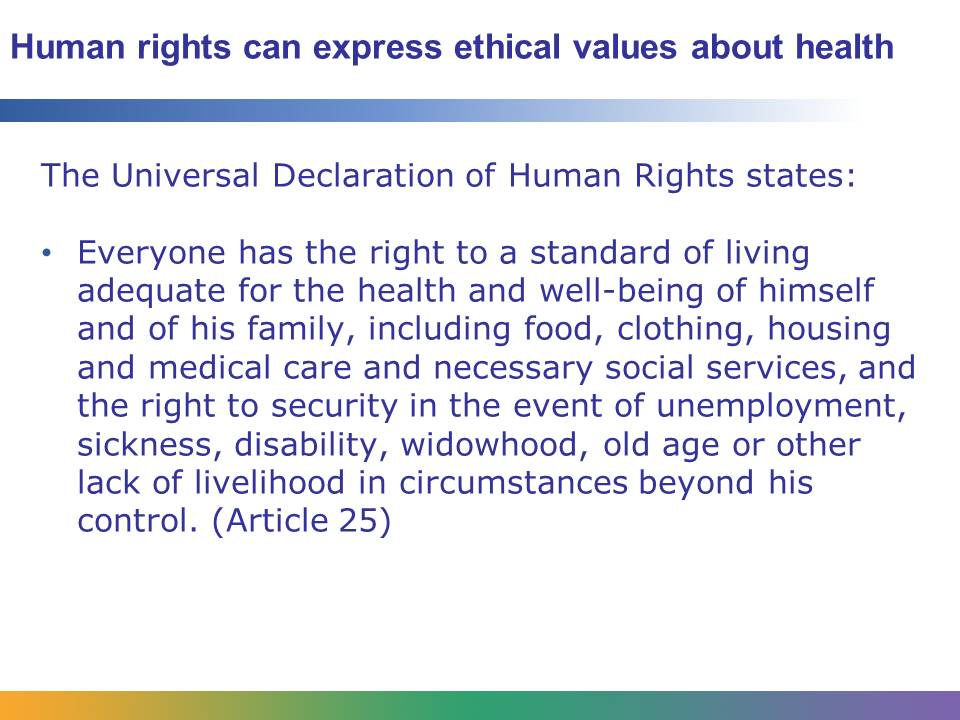 Human rights can express ethical values about health
The Universal Declaration of Human Rights states:
• Everyone has the right to a standard of living
adequate for the health and well-being of himself
and of his family, including food, clothing, housing
and medical care and necessary social services, and
the right to security in the event of unemployment,
sickness, disability, widowhood, old age or other
lack of livelihood in circumstances beyond his
control. (Article 25)